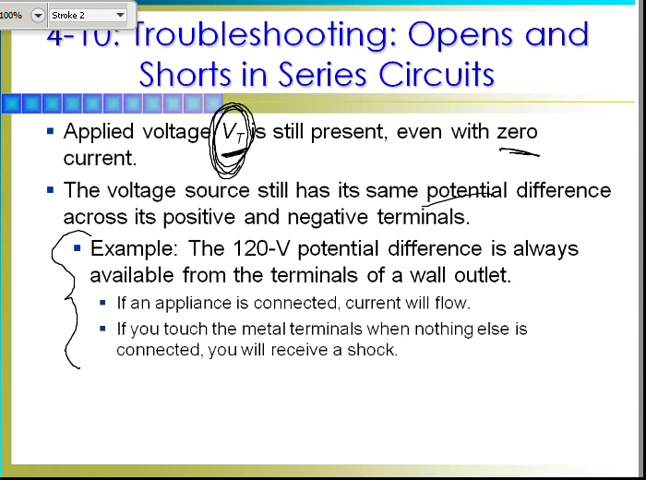 100%
Stroke 2
4-10: Troubleshooting: Opens and
Shorts in Series Circuits
Applied voltage VT is still present, even with zero
current.
The voltage source still has its same potential difference
across its positive and negative terminals.
Example: The 120-V potential difference is always
available from the terminals of a wall outlet.
If an appliance is connected, current will flow.
If you touch the metal terminals when nothing else is
connected, you will receive a shock.